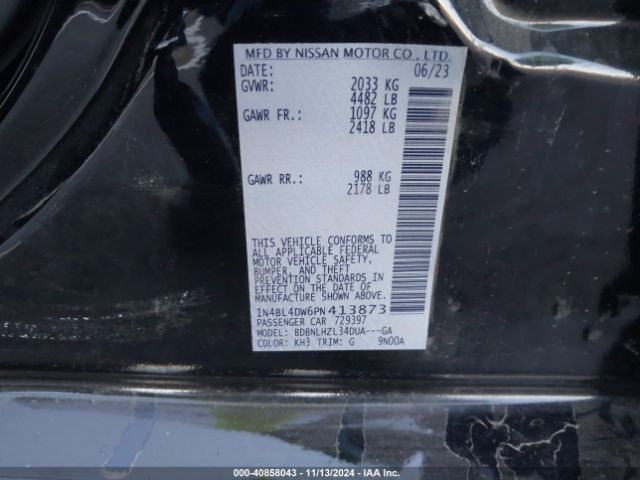 MFD BY NISSAN MOTOR CO., LTD.
DATE: 06/23
GVWR: 2033 KG
4482 LB
GAWR FR.: 1097 KG
2418 LB
GAWR RR.: 988 KG
2178 LB
THIS VEHICLE CONFORMS TO
ALL APPLICABLE FEDERAL
MOTOR VEHICLE SAFETY,
BUMPER, AND THEFT
PREVENTION STANDARDS IN
EFFECT ON THE DATE OF
MANUFACTURE SHOWN ABOVE.
1N4BL4DW6PN413873
PASSENGER CAR 729397
MODEL: BDBNLHZL34DUA---GA
COLOR: KH3 TRIM: G 9N00A
000-40858043 - 11/13/2024 - IAA Inc.